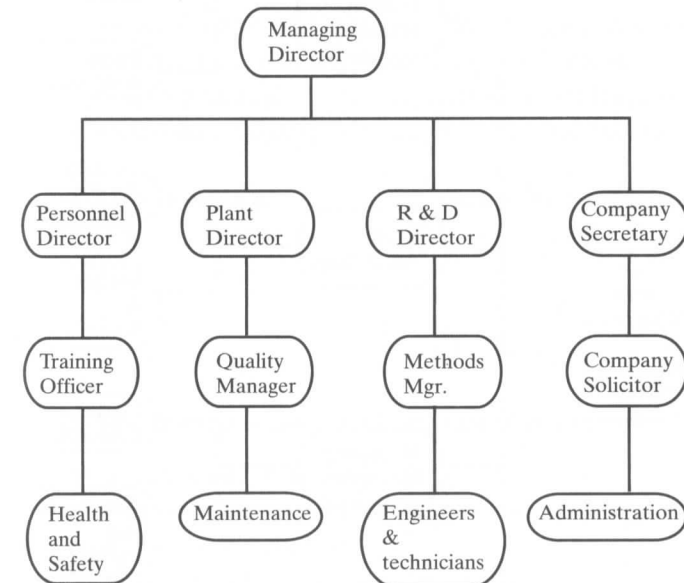 Managing
Director
Personnel
Director
Plant
Director
R & D
Director
Company
Secretary
Training
Officer
Quality
Manager
Methods
Mgr.
Company
Solicitor
Health
and
Safety
Maintenance
Engineers
&
technicians
Administration